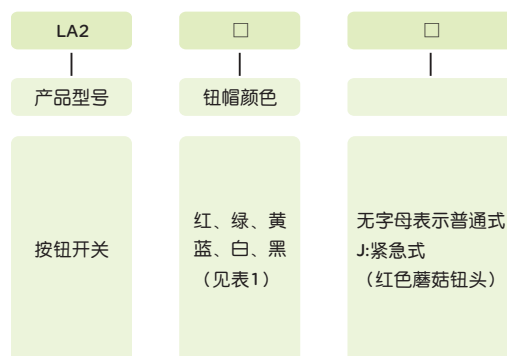 LA2 □ □
产品型号 钮帽颜色
按钮开关
红、绿、黄
蓝、白、黑
（见表1）
无字母表示普通式
J:紧急式
（红色蘑菇钮头）